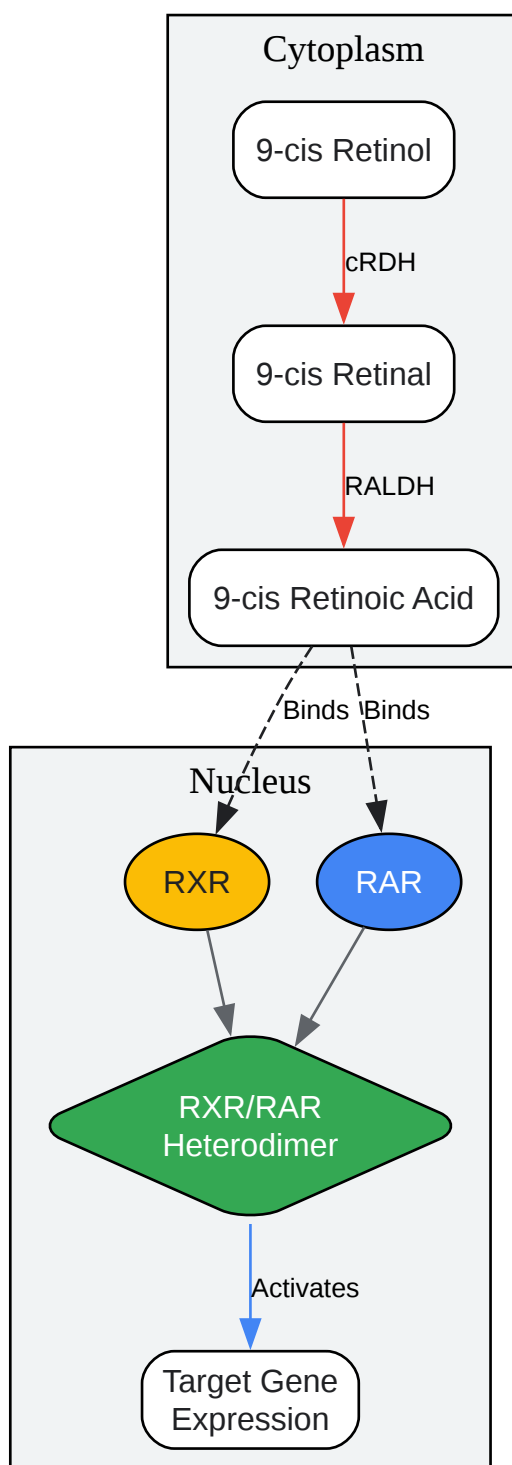 Cytoplasm
9-cis Retinol
cRDH
9-cis Retinal
RALDH
9-cis Retinoic Acid
Binds Binds
Nucleus
RXR RAR
RXR/RAR
Heterodimer
Activates
Target Gene
Expression